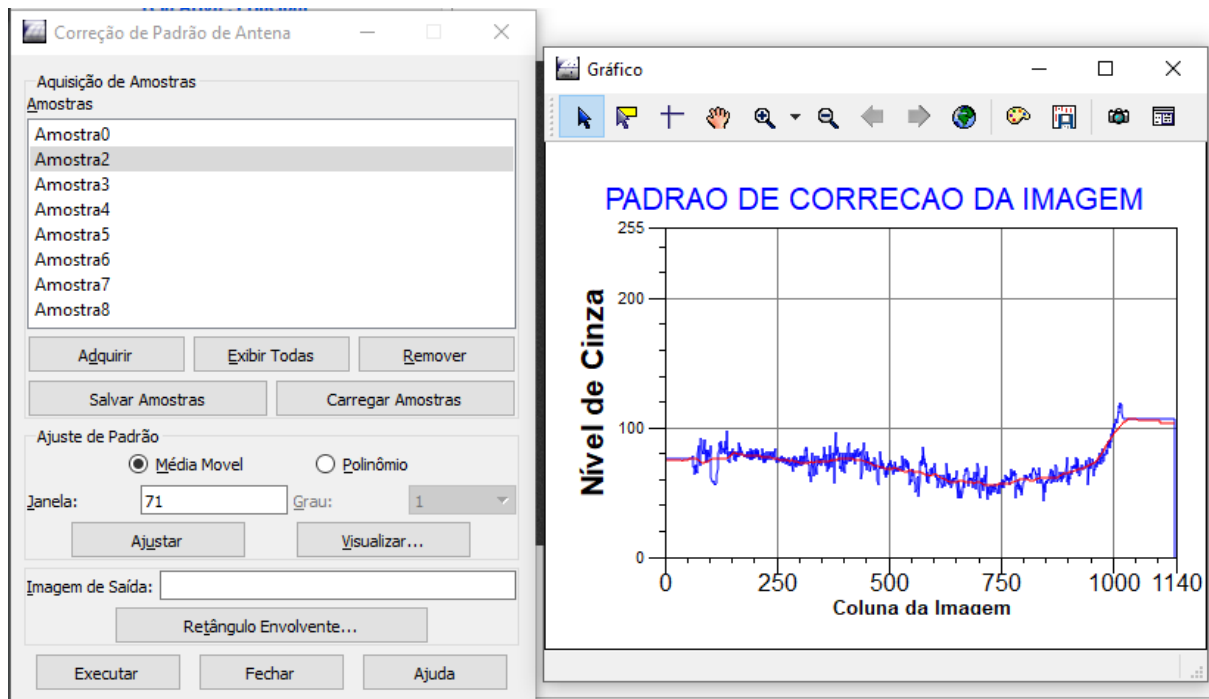 Correção de Padrão de Antena
Aquisição de Amostras
Amostras
Amostra0
Amostra2
Amostra3
Amostra4
Amostra5
Amostra6
Amostra7
Amostra8
Adquirir Exibir Todas Remover
Salvar Amostras Carregar Amostras
Ajuste de Padrão
Média Movel Polinômio
Janela: 71 Grau: 1
Ajustar Visualizar...
Imagem de Saída:
Retângulo Envolvente...
Executar Fechar Ajuda
Gráfico
PADRAO DE CORRECAO DA IMAGEM
255
200
100
0
Nível de Cinza
0 250 500 750 1000 1140
Coluna da Imagem